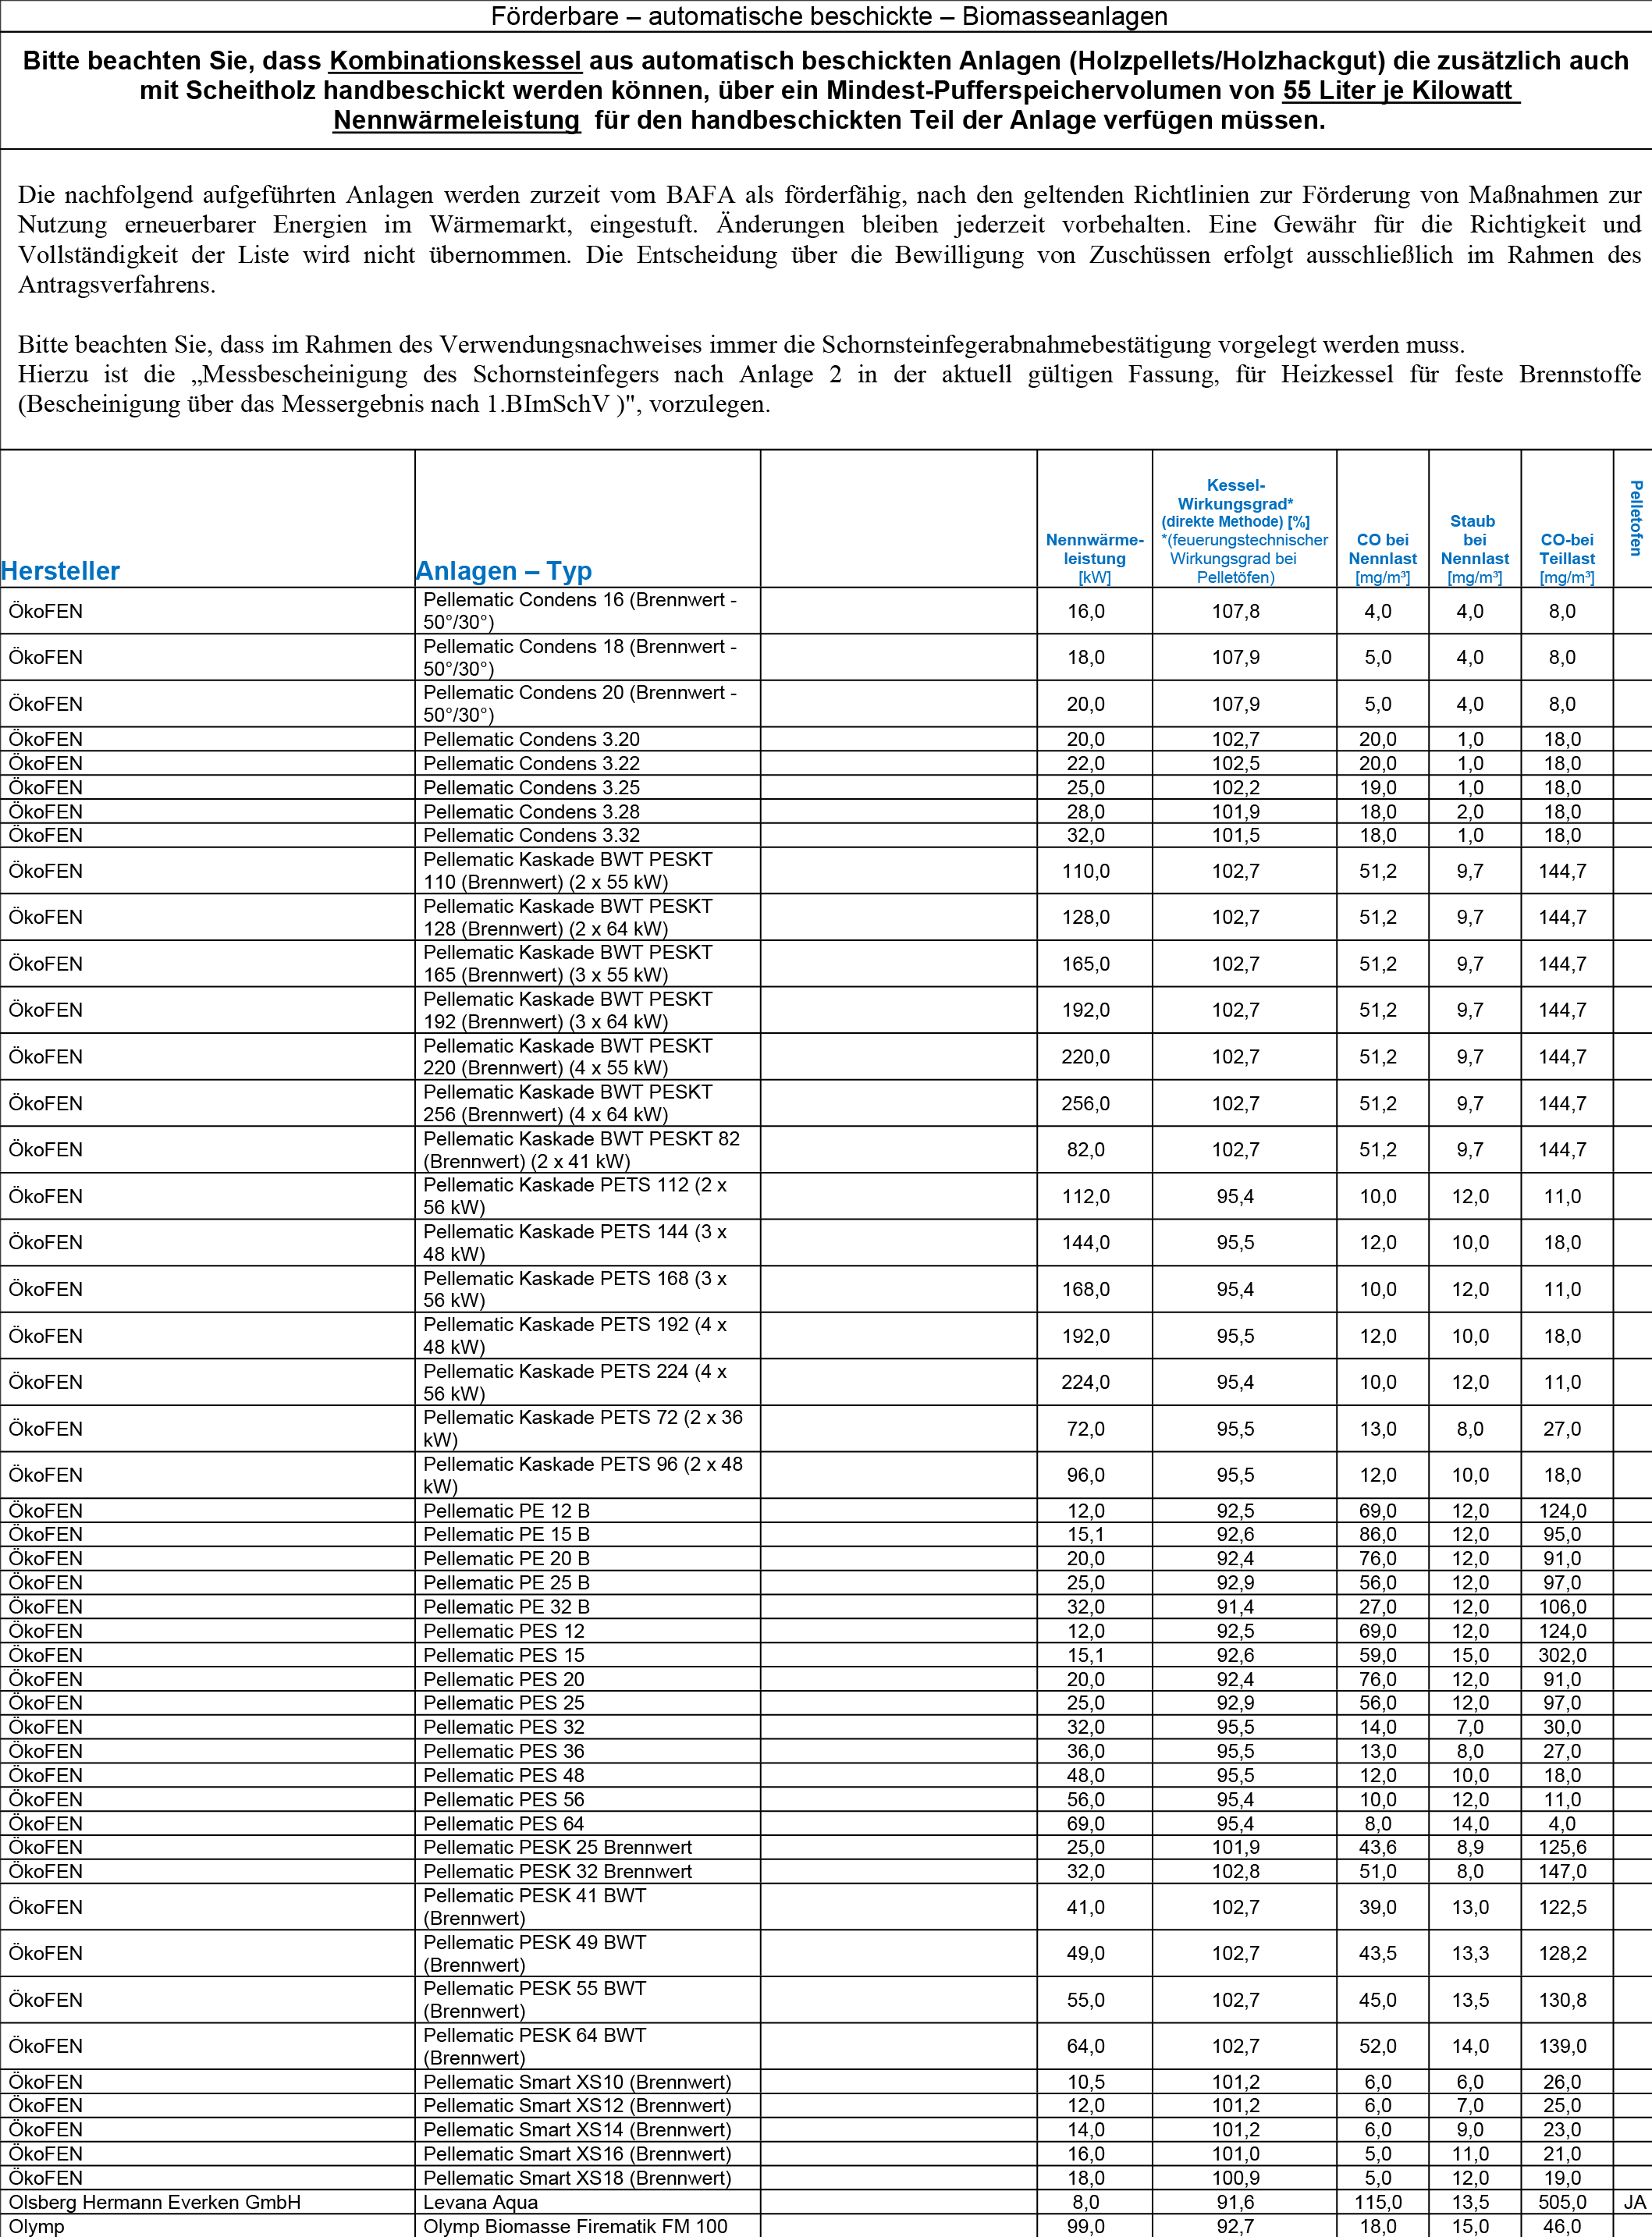 Förderbare – automatische beschickte – Biomasseanlagen
Bitte beachten Sie, dass Kombinationskessel aus automatisch beschickten Anlagen (Holzpellets/Holzhackgut) die zusätzlich auch
mit Scheitholz handbeschickt werden können, über ein Mindest-Pufferspeichervolumen von 55 Liter je Kilowatt
Nennwärmeleistung für den handbeschickten Teil der Anlage verfügen müssen.
Die nachfolgend aufgeführten Anlagen werden zurzeit vom BAFA als förderfähig, nach den geltenden Richtlinien zur Förderung von Maßnahmen zur
Nutzung erneuerbarer Energien im Wärmemarkt, eingestuft. Änderungen bleiben jederzeit vorbehalten. Eine Gewähr für die Richtigkeit und
Vollständigkeit der Liste wird nicht übernommen. Die Entscheidung über die Bewilligung von Zuschüssen erfolgt ausschließlich im Rahmen des
Antragsverfahrens.
Bitte beachten Sie, dass im Rahmen des Verwendungsnachweises immer die Schornsteinfegerabnahmebestätigung vorgelegt werden muss.
Hierzu ist die „Messbescheinigung des Schornsteinfegers nach Anlage 2 in der aktuell gültigen Fassung, für Heizkessel für feste Brennstoffe
(Bescheinigung über das Messergebnis nach 1.BImSchV )", vorzulegen.
Hersteller
Anlagen – Typ
Nennwärme-
leistung
[kW]
Kessel-
Wirkungsgrad*
(direkte Methode) [%]
*(feuerungstechnischer
Wirkungsgrad bei
Pelletöfen)
CO bei
Nennlast
[mg/m³]
Staub
bei
Nennlast
[mg/m³]
CO-bei
Teillast
[mg/m³]
Pelletofen
ÖkoFEN Pellematic Condens 16 (Brennwert -
50°/30°) 16,0 107,8 4,0 4,0 8,0
ÖkoFEN Pellematic Condens 18 (Brennwert -
50°/30°) 18,0 107,9 5,0 4,0 8,0
ÖkoFEN Pellematic Condens 20 (Brennwert -
50°/30°) 20,0 107,9 5,0 4,0 8,0
ÖkoFEN Pellematic Condens 3.20 20,0 102,7 20,0 1,0 18,0
ÖkoFEN Pellematic Condens 3.22 22,0 102,5 20,0 1,0 18,0
ÖkoFEN Pellematic Condens 3.25 25,0 102,2 19,0 1,0 18,0
ÖkoFEN Pellematic Condens 3.28 28,0 101,9 18,0 2,0 18,0
ÖkoFEN Pellematic Condens 3.32 32,0 101,5 18,0 1,0 18,0
ÖkoFEN Pellematic Kaskade BWT PESKT
110 (Brennwert) (2 x 55 kW) 110,0 102,7 51,2 9,7 144,7
ÖkoFEN Pellematic Kaskade BWT PESKT
128 (Brennwert) (2 x 64 kW) 128,0 102,7 51,2 9,7 144,7
ÖkoFEN Pellematic Kaskade BWT PESKT
165 (Brennwert) (3 x 55 kW) 165,0 102,7 51,2 9,7 144,7
ÖkoFEN Pellematic Kaskade BWT PESKT
192 (Brennwert) (3 x 64 kW) 192,0 102,7 51,2 9,7 144,7
ÖkoFEN Pellematic Kaskade BWT PESKT
220 (Brennwert) (4 x 55 kW) 220,0 102,7 51,2 9,7 144,7
ÖkoFEN Pellematic Kaskade BWT PESKT
256 (Brennwert) (4 x 64 kW) 256,0 102,7 51,2 9,7 144,7
ÖkoFEN Pellematic Kaskade BWT PESKT 82
(Brennwert) (2 x 41 kW) 82,0 102,7 51,2 9,7 144,7
ÖkoFEN Pellematic Kaskade PETS 112 (2 x
56 kW) 112,0 95,4 10,0 12,0 11,0
ÖkoFEN Pellematic Kaskade PETS 144 (3 x
48 kW) 144,0 95,5 12,0 10,0 18,0
ÖkoFEN Pellematic Kaskade PETS 168 (3 x
56 kW) 168,0 95,4 10,0 12,0 11,0
ÖkoFEN Pellematic Kaskade PETS 192 (4 x
48 kW) 192,0 95,5 12,0 10,0 18,0
ÖkoFEN Pellematic Kaskade PETS 224 (4 x
56 kW) 224,0 95,4 10,0 12,0 11,0
ÖkoFEN Pellematic Kaskade PETS 72 (2 x 36
kW) 72,0 95,5 13,0 8,0 27,0
ÖkoFEN Pellematic Kaskade PETS 96 (2 x 48
kW) 96,0 95,5 12,0 10,0 18,0
ÖkoFEN Pellematic PE 12 B 12,0 92,5 69,0 12,0 124,0
ÖkoFEN Pellematic PE 15 B 15,1 92,6 86,0 12,0 95,0
ÖkoFEN Pellematic PE 20 B 20,0 92,4 76,0 12,0 91,0
ÖkoFEN Pellematic PE 25 B 25,0 92,9 56,0 12,0 97,0
ÖkoFEN Pellematic PE 32 B 32,0 91,4 27,0 12,0 106,0
ÖkoFEN Pellematic PES 12 12,0 92,5 69,0 12,0 124,0
ÖkoFEN Pellematic PES 15 15,1 92,6 59,0 15,0 302,0
ÖkoFEN Pellematic PES 20 20,0 92,4 76,0 12,0 91,0
ÖkoFEN Pellematic PES 25 25,0 92,9 56,0 12,0 97,0
ÖkoFEN Pellematic PES 32 32,0 95,5 14,0 7,0 30,0
ÖkoFEN Pellematic PES 36 36,0 95,5 13,0 8,0 27,0
ÖkoFEN Pellematic PES 48 48,0 95,5 12,0 10,0 18,0
ÖkoFEN Pellematic PES 56 56,0 95,4 10,0 12,0 11,0
ÖkoFEN Pellematic PES 64 69,0 95,4 8,0 14,0 4,0
ÖkoFEN Pellematic PESK 25 Brennwert 25,0 101,9 43,6 8,9 125,6
ÖkoFEN Pellematic PESK 32 Brennwert 32,0 102,8 51,0 8,0 147,0
ÖkoFEN Pellematic PESK 41 BWT
(Brennwert) 41,0 102,7 39,0 13,0 122,5
ÖkoFEN Pellematic PESK 49 BWT
(Brennwert) 49,0 102,7 43,5 13,3 128,2
ÖkoFEN Pellematic PESK 55 BWT
(Brennwert) 55,0 102,7 45,0 13,5 130,8
ÖkoFEN Pellematic PESK 64 BWT
(Brennwert) 64,0 102,7 52,0 14,0 139,0
ÖkoFEN Pellematic Smart XS10 (Brennwert) 10,5 101,2 6,0 6,0 26,0
ÖkoFEN Pellematic Smart XS12 (Brennwert) 12,0 101,2 6,0 7,0 25,0
ÖkoFEN Pellematic Smart XS14 (Brennwert) 14,0 101,2 6,0 9,0 23,0
ÖkoFEN Pellematic Smart XS16 (Brennwert) 16,0 101,0 5,0 11,0 21,0
ÖkoFEN Pellematic Smart XS18 (Brennwert) 18,0 100,9 5,0 12,0 19,0
Olsberg Hermann Everken GmbH Levana Aqua 8,0 91,6 115,0 13,5 505,0 JA
Olymp Olymp Biomasse Firematik FM 100 99,0 92,7 18,0 15,0 46,0